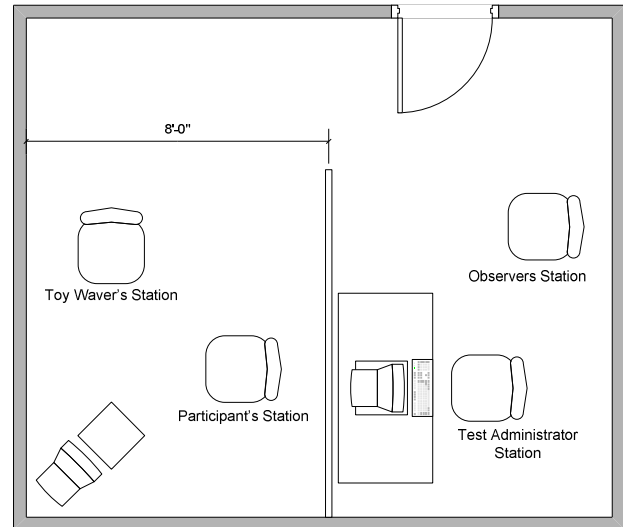 8'-0"
Observers Station
Toy Waver's Station
Participant's Station
Test Administrator
Station